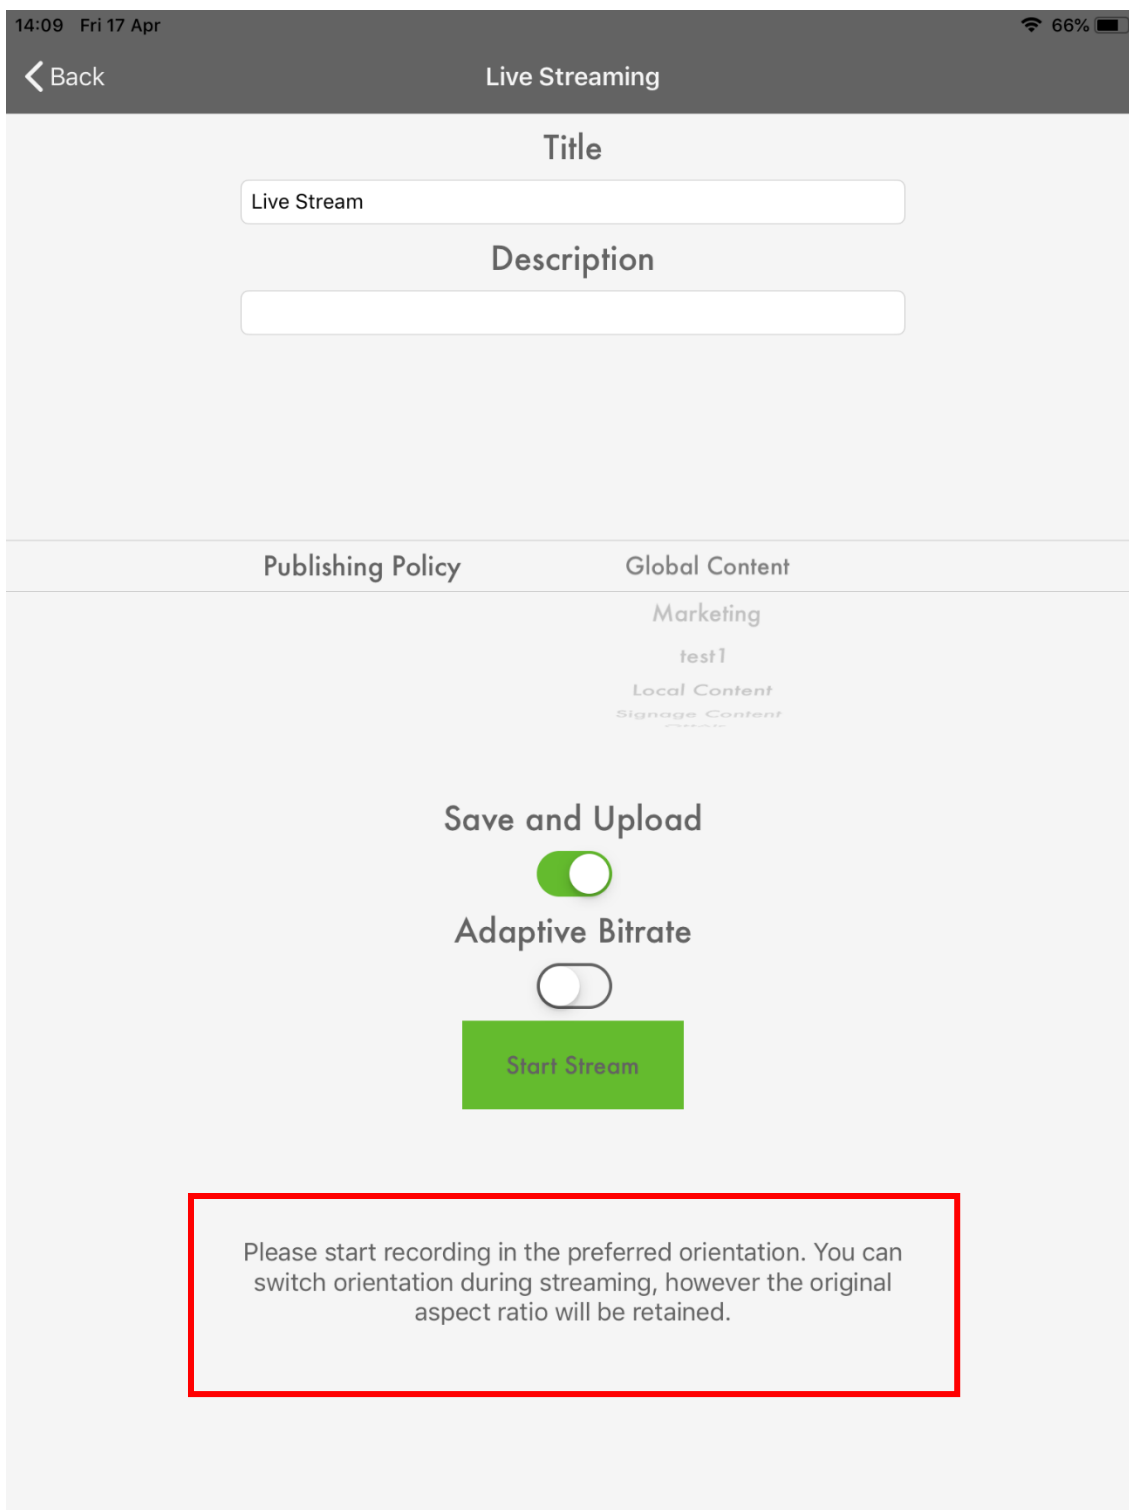 14:09 Fri 17 Apr 66%
Back Live Streaming
Title
Live Stream
Description
Publishing Policy Global Content
Marketing
test1
Local Content
Signage Content
Save and Upload
Adaptive Bitrate
Start Stream
Please start recording in the preferred orientation. You can
switch orientation during streaming, however the original
aspect ratio will be retained.